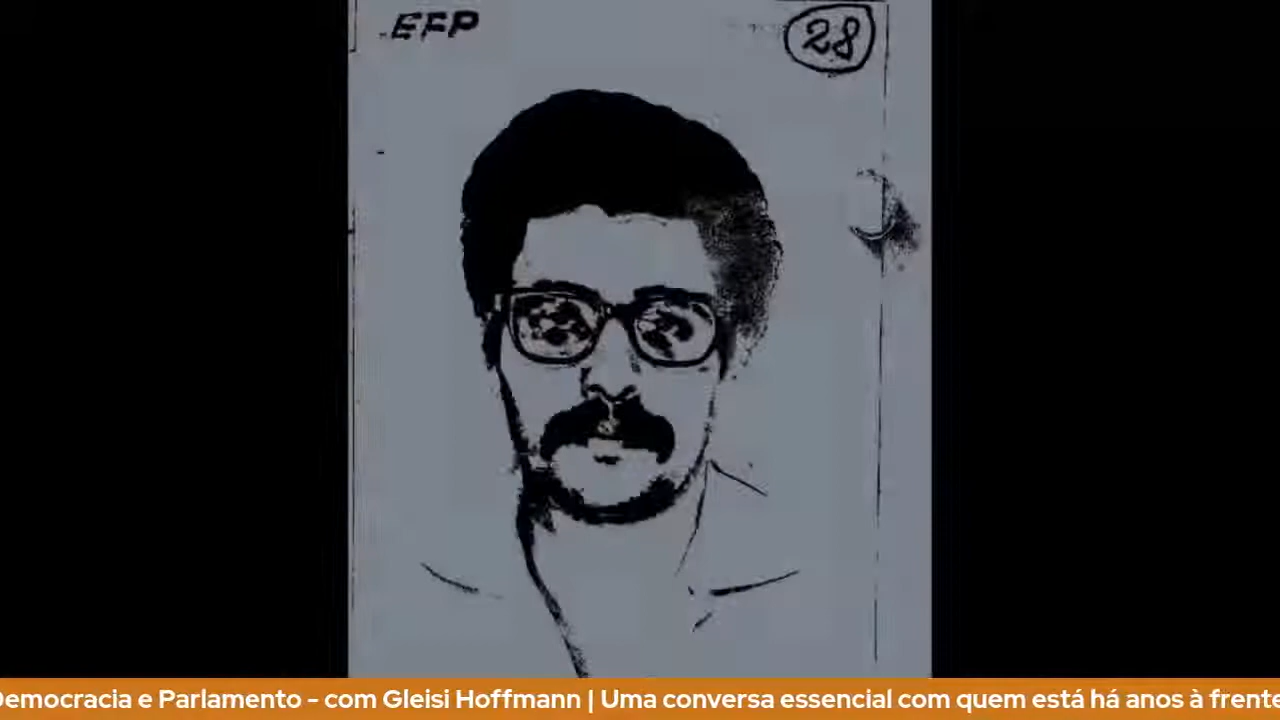 EFP
28
Democracia e Parlamento - com Gleisi Hoffmann | Uma conversa essencial com quem está há anos à frente